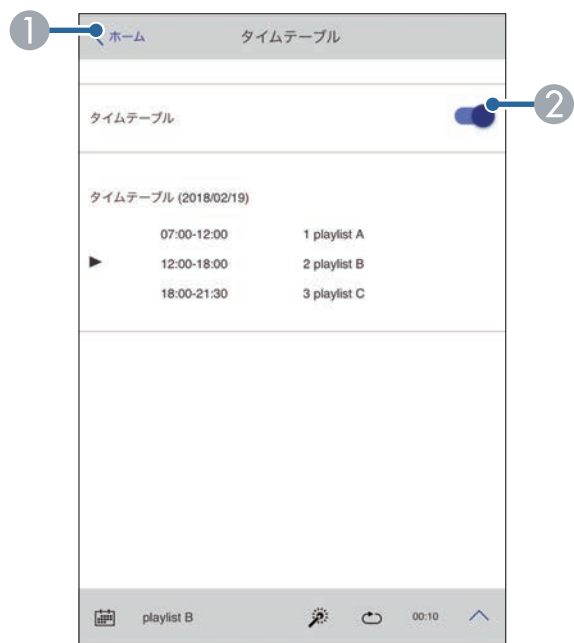 1
ホーム
タイムテーブル
2
タイムテーブル
タイムテーブル (2018/02/19)
07:00-12:00 1 playlist A
12:00-18:00 2 playlist B
18:00-21:30 3 playlist C
playlist B 00:10